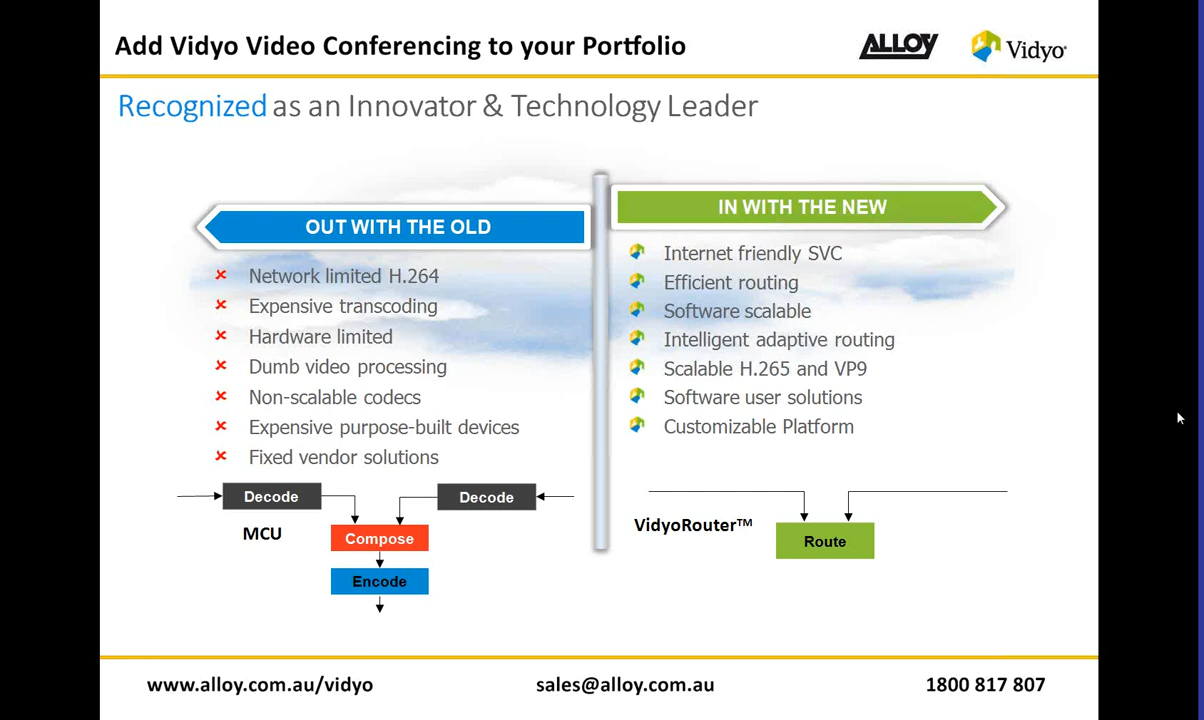 Add Vidyo Video Conferencing to your Portfolio
ALLOY
Vidyo®
Recognized as an Innovator & Technology Leader
OUT WITH THE OLD
Network limited H.264
Expensive transcoding
Hardware limited
Dumb video processing
Non-scalable codecs
Expensive purpose-built devices
Fixed vendor solutions
Decode
Decode
MCU
Compose
Encode
IN WITH THE NEW
Internet friendly SVC
Efficient routing
Software scalable
Intelligent adaptive routing
Scalable H.265 and VP9
Software user solutions
Customizable Platform
VidyoRouter™
Route
www.alloy.com.au/vidyo
sales@alloy.com.au
1800 817 807